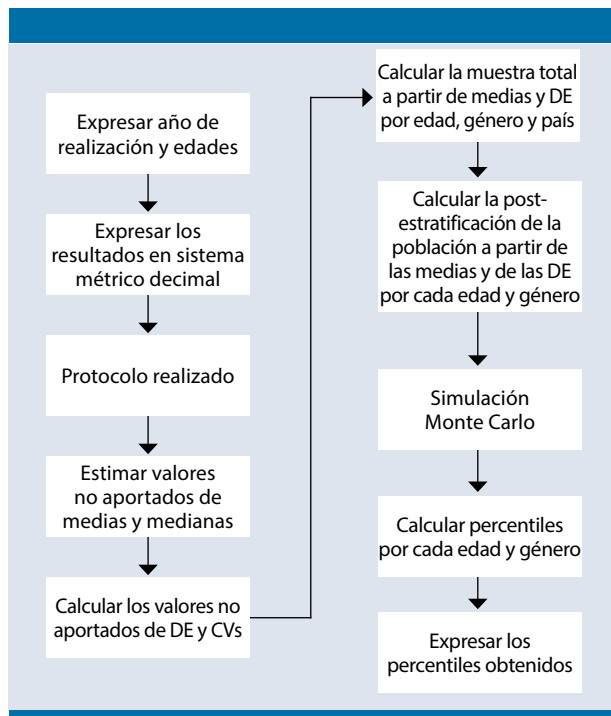 Expresar año de
realización y edades
Expresar los
resultados en sistema
métrico decimal
Protocolo realizado
Estimar valores
no aportados de
medias y medianas
Calcular los valores no
aportados de DE y CVs
Calcular la muestra total
a partir de medias y DE
por edad, género y país
Calcular la post-
estratificación de la
población a partir de
las medias y de las DE
por cada edad y género
Simulación
Monte Carlo
Calcular percentiles
por cada edad y género
Expresar los
percentiles obtenidos